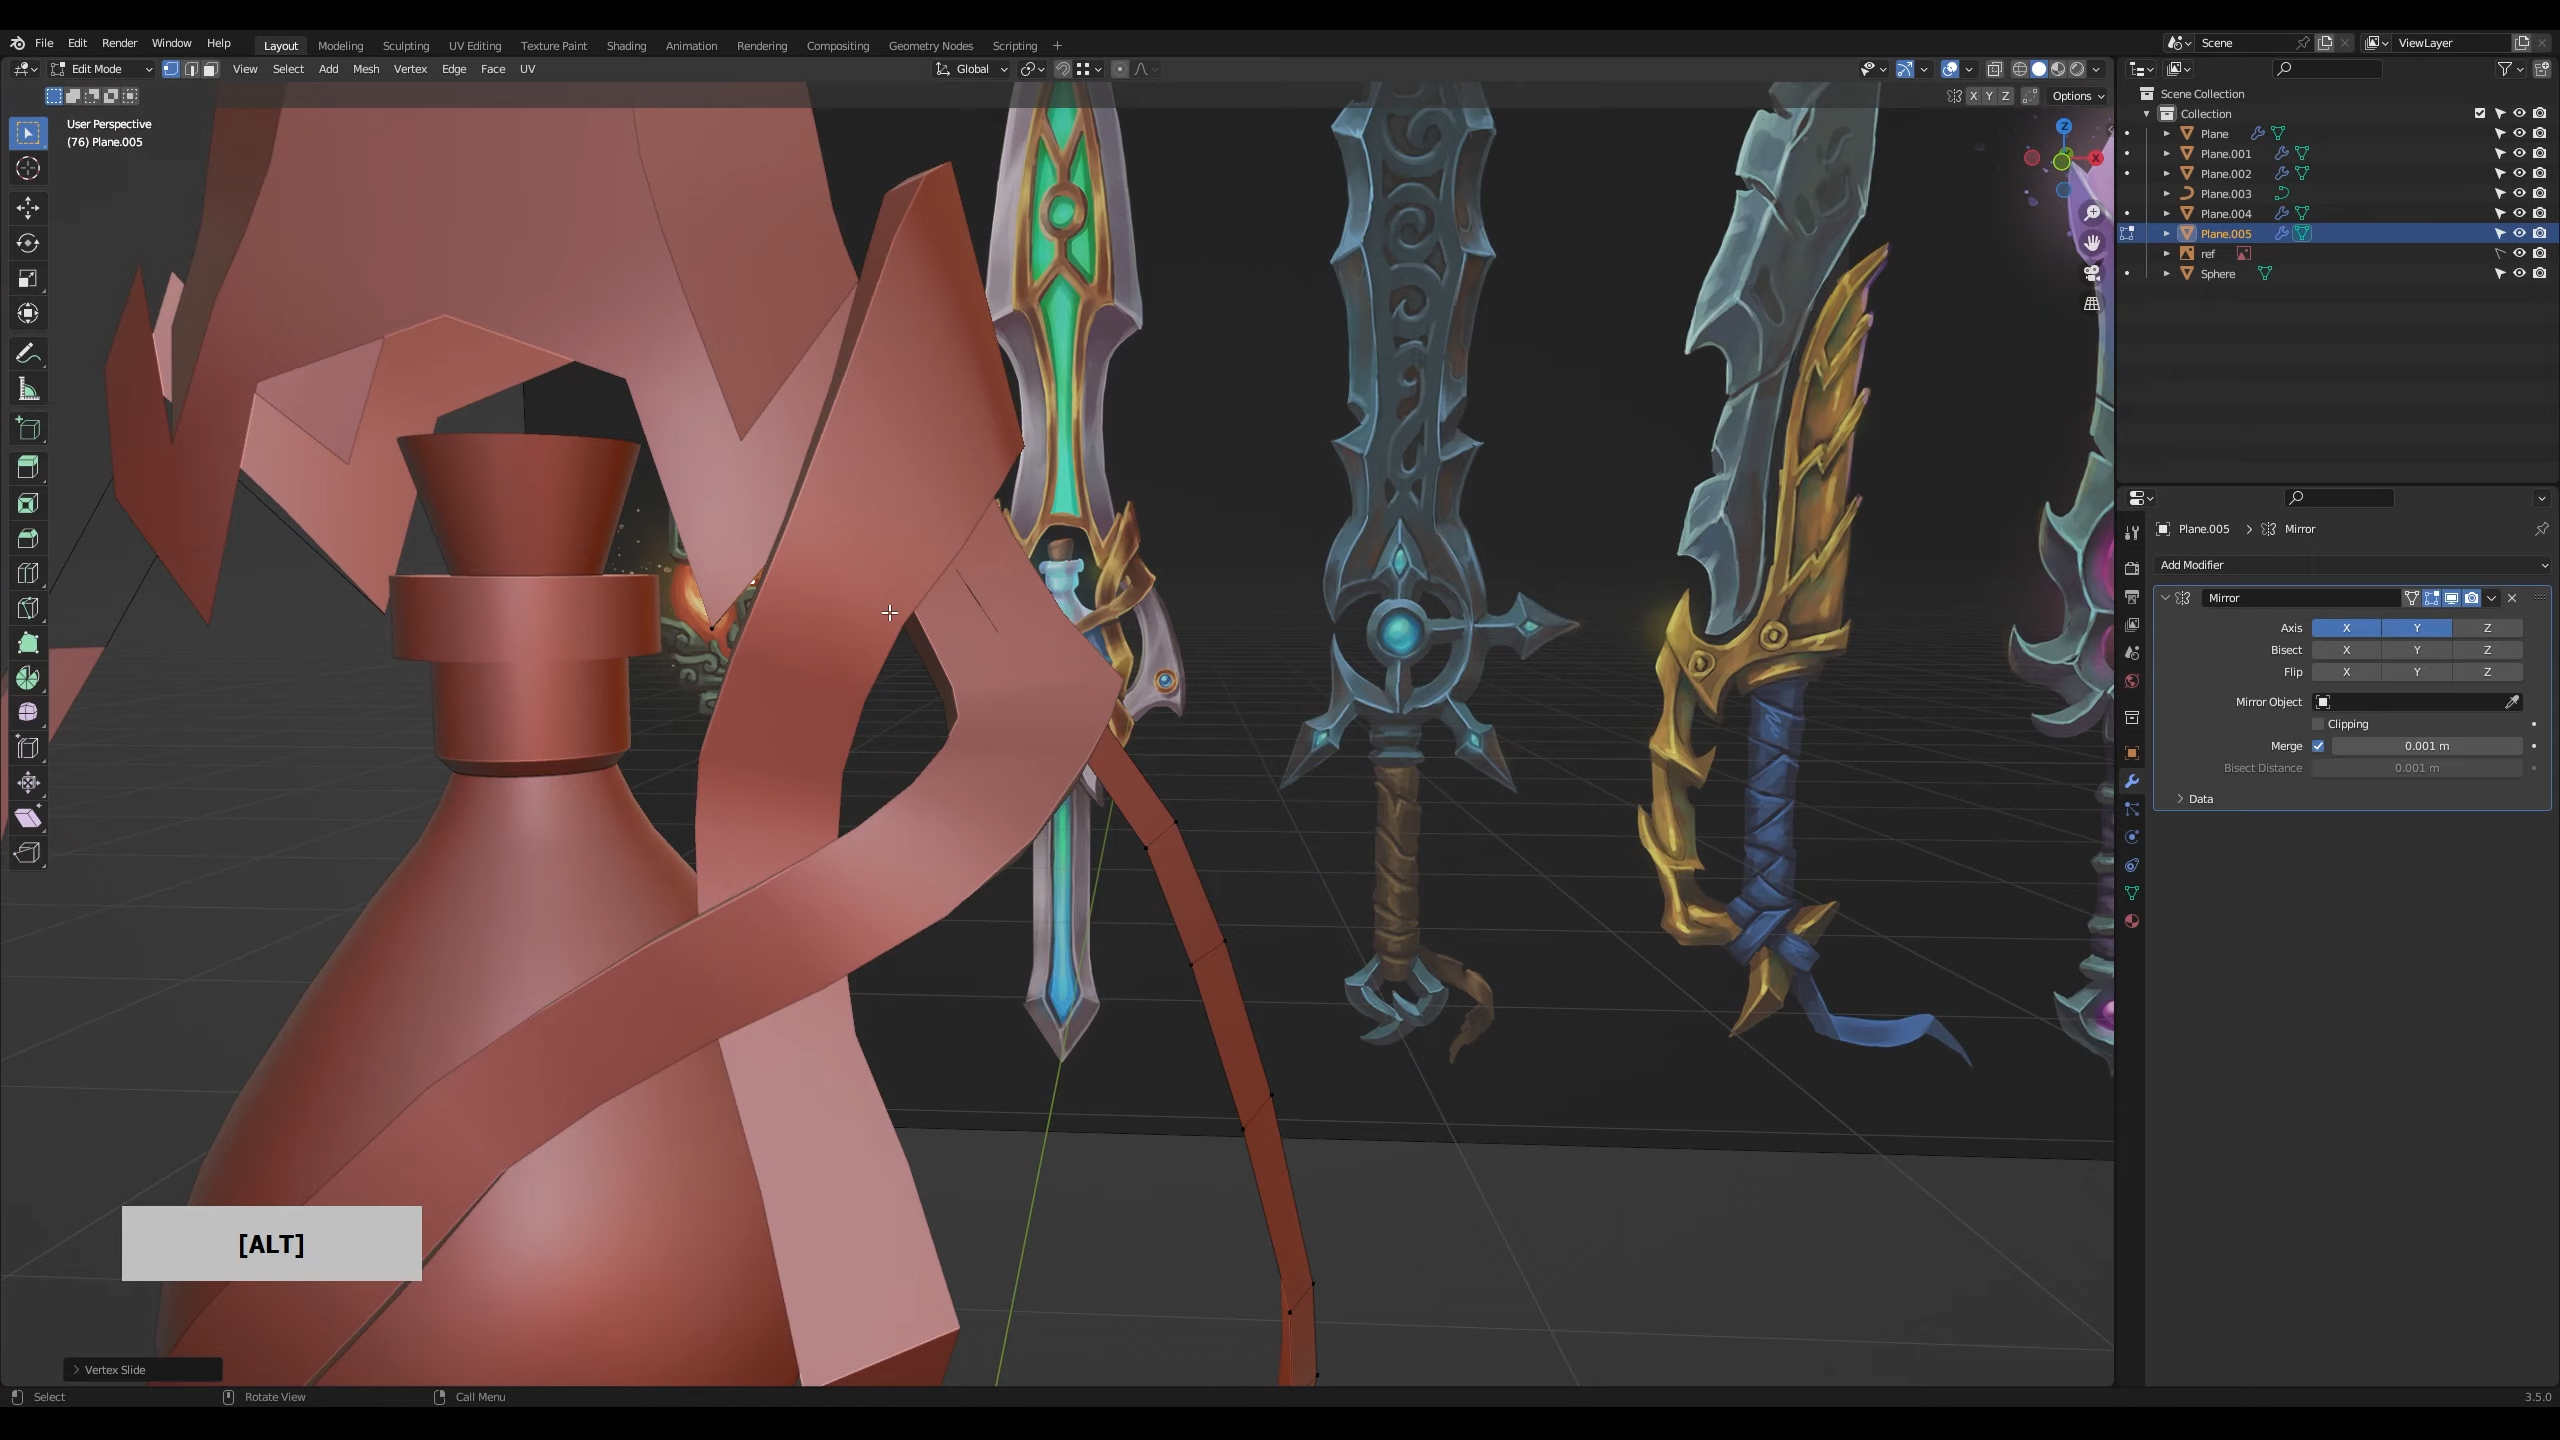 File Edit Render Window Help Layout Modeling Sculpting UV Editing Texture Paint Shading Animation Rendering Compositing Geometry Nodes Scripting + Scene ViewLayer
Edit Mode View Select Add Mesh Vertex Edge Face UV Global
X Y Z Options
User Perspective
(76) Plane.005
Z
X
Scene Collection
Collection
Plane
Plane.001
Plane.002
Plane.003
Plane.004
Plane.005
ref
Sphere
Plane.005 > Mirror
Add Modifier
Mirror
Axis X Y Z
Bisect X Y Z
Flip X Y Z
Mirror Object
Clipping
Merge 0.001 m
Bisect Distance 0.001 m
Data
[ALT]
Vertex Slide
Select Rotate View Call Menu 3.5.0